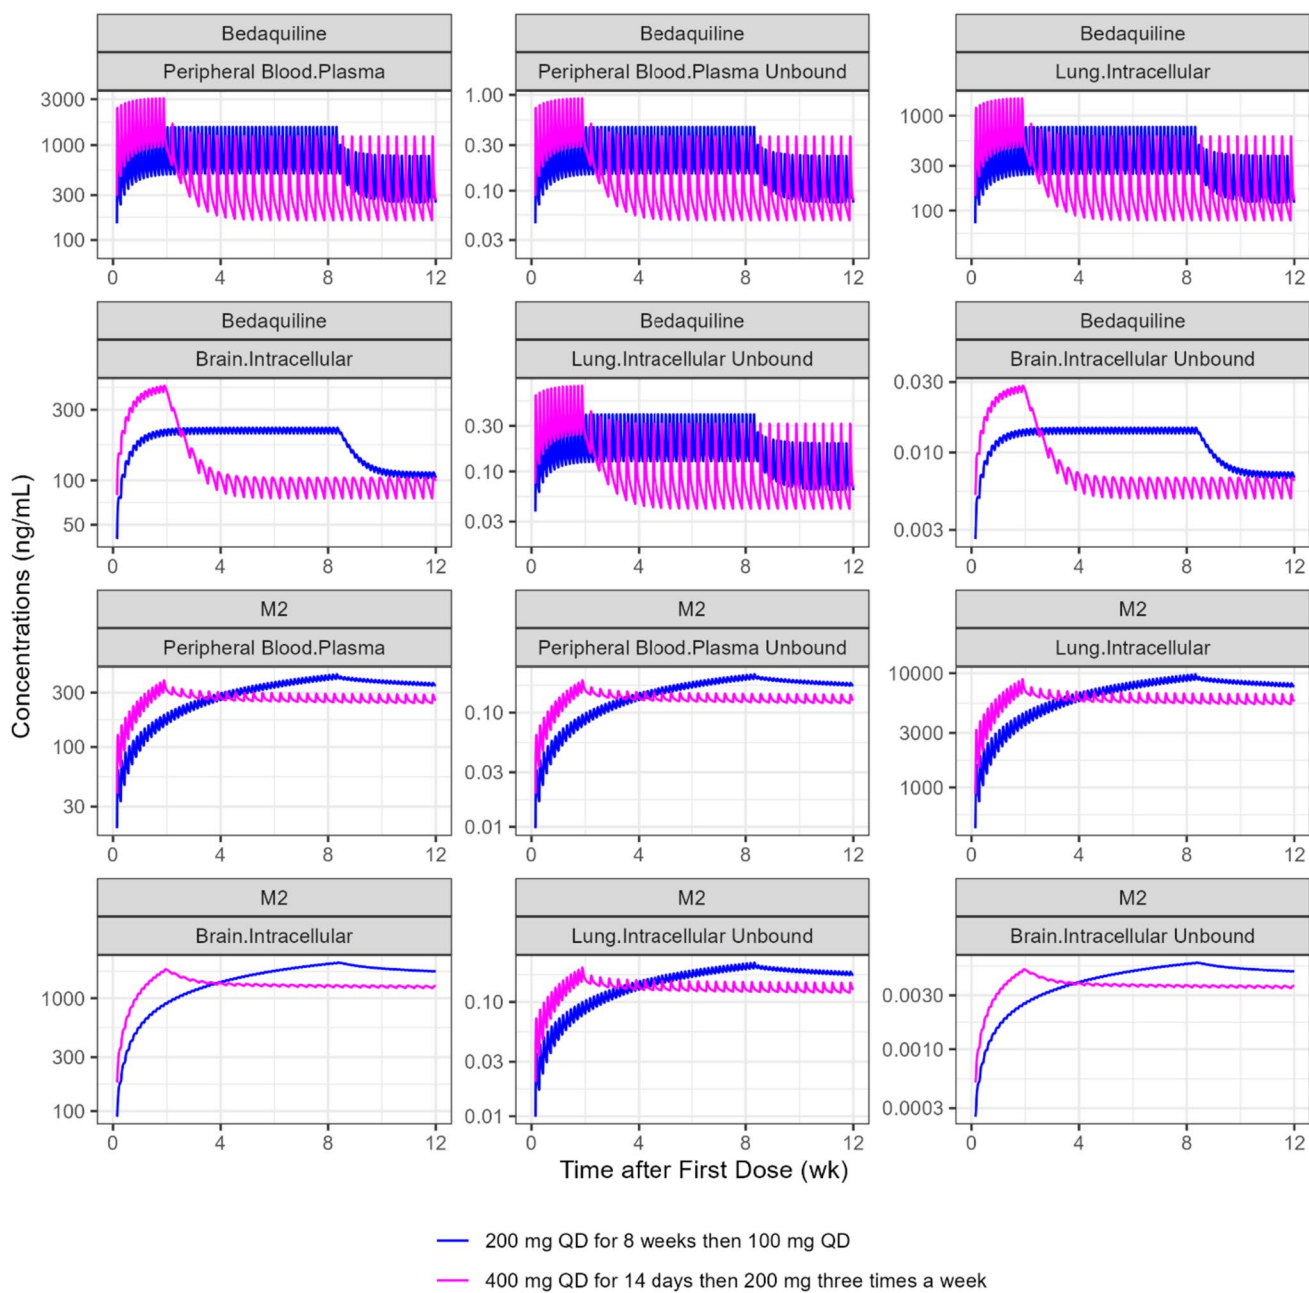 Bedaquiline Bedaquiline Bedaquiline
Peripheral Blood.Plasma Peripheral Blood.Plasma Unbound Lung.Intracellular
3000 1000 300 100
0 4 8 12
1.00 0.30 0.10 0.03
0 4 8 12
1000 300 100
0 4 8 12
Bedaquiline Bedaquiline Bedaquiline
Brain.Intracellular Lung.Intracellular Unbound Brain.Intracellular Unbound
300 100 50
0 4 8 12
0.30 0.10 0.03
0 4 8 12
0.030 0.010 0.003
0 4 8 12
Concentrations (ng/mL)
M2 M2 M2
Peripheral Blood.Plasma Peripheral Blood.Plasma Unbound Lung.Intracellular
300 100 30
0 4 8 12
0.10 0.03 0.01
0 4 8 12
10000 3000 1000
0 4 8 12
M2 M2 M2
Brain.Intracellular Lung.Intracellular Unbound Brain.Intracellular Unbound
1000 300 100
0 4 8 12
0.10 0.03 0.01
0 4 8 12
0.0030 0.0010 0.0003
0 4 8 12
Time after First Dose (wk)
200 mg QD for 8 weeks then 100 mg QD
400 mg QD for 14 days then 200 mg three times a week